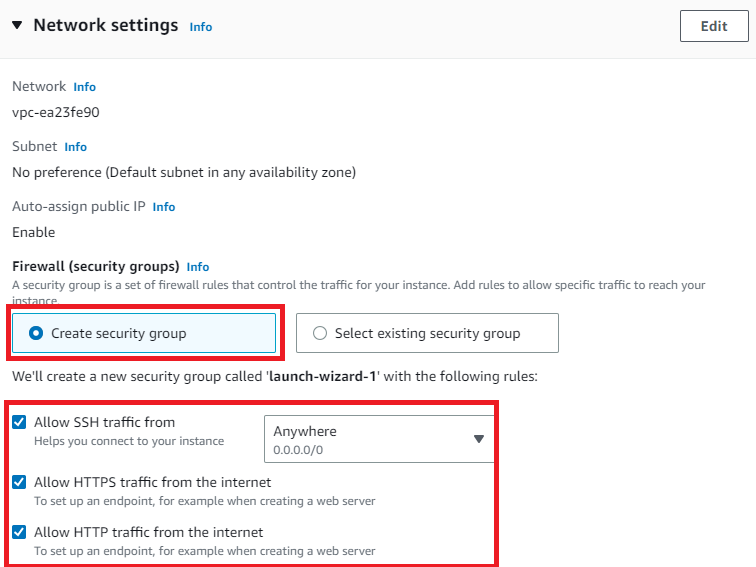 Network settings Info
Edit
Network Info
vpc-ea23fe90
Subnet Info
No preference (Default subnet in any availability zone)
Auto-assign public IP Info
Enable
Firewall (security groups) Info
A security group is a set of firewall rules that control the traffic for your instance. Add rules to allow specific traffic to reach your
instance.
Create security group
Select existing security group
We'll create a new security group called 'launch-wizard-1' with the following rules:
Allow SSH traffic from
Helps you connect to your instance
Anywhere
0.0.0.0/0
Allow HTTPS traffic from the internet
To set up an endpoint, for example when creating a web server
Allow HTTP traffic from the internet
To set up an endpoint, for example when creating a web server